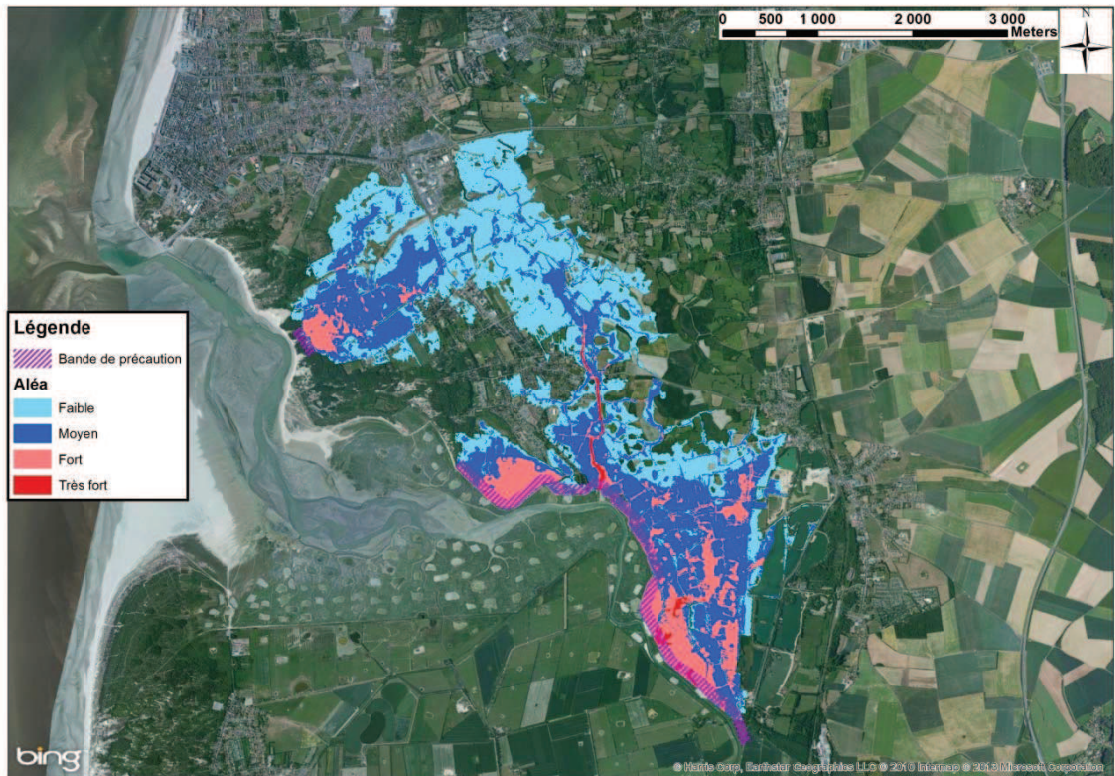 0 500 1 000 2 000 3 000
Meters
N
Légende
Bande de précaution
Aléa
Faible
Moyen
Fort
Très fort
bing
© Harris Corp, Earthstar Geographics LLC © 2010 Intermap © 2013 Microsoft Corporation